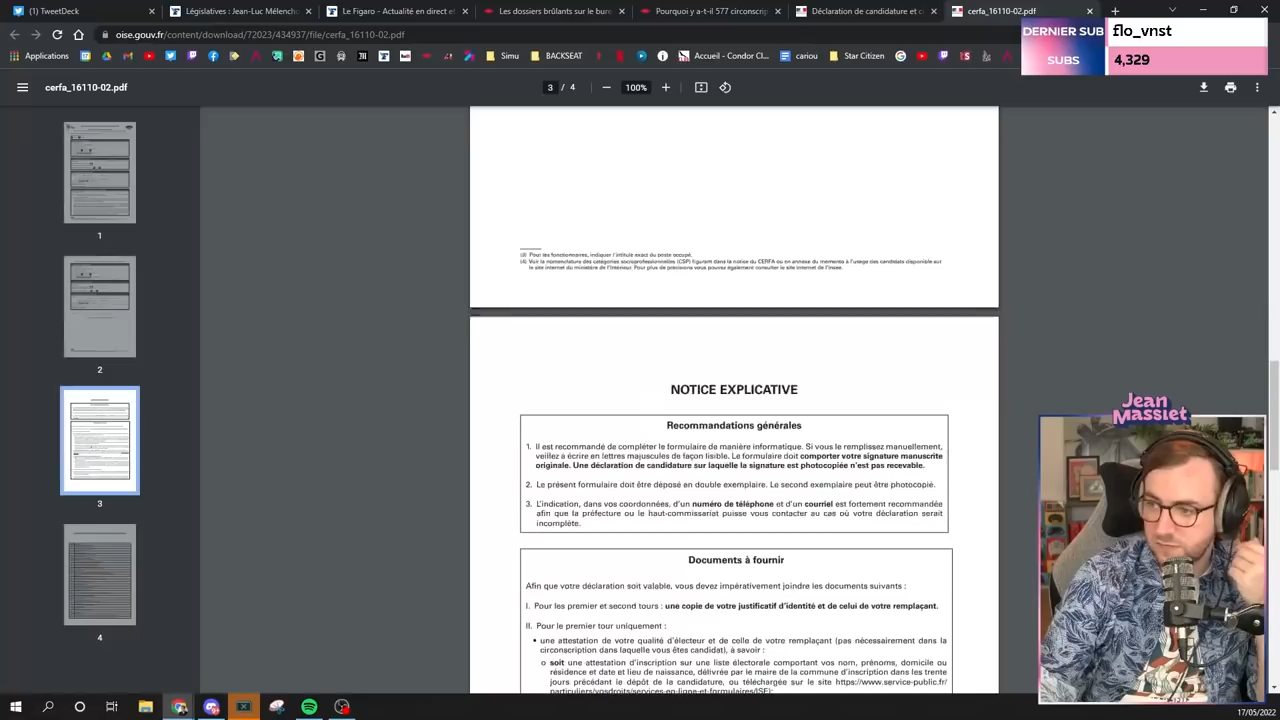 (1) TweetDeck
Législatives : Jean-Luc Mélench
Le Figaro - Actualité en direct et
Les dossiers brûlants sur le bure
Pourquoi y a-t-il 577 circonscrip
Déclaration de candidature et c
cerfa_16110-02.pdf
oise.gouv.fr/content/download/72023/434937/file/cerfa_16110-02.pdf
DERNIER SUB
flo_vnst
SUBS
4,329
Applications
Simu
BACKSEAT
Accueil - Condor Cl...
cariou
Star Citizen
cerfa_16110-02.pdf
3 / 4
100%
1
2
3
4
(3) Pour les fonctionnaires, indiquer l'intitulé exact du poste occupé.
(4) Voir la nomenclature des catégories socioprofessionnelles (CSP) figurant dans la notice du CERFA ou en annexe du mémento à l'usage des candidats disponible sur
le site internet du ministère de l'Intérieur. Pour plus de précisions vous pouvez également consulter le site internet de l'Insee.
NOTICE EXPLICATIVE
Recommandations générales
1. Il est recommandé de compléter le formulaire de manière informatique. Si vous le remplissez manuellement,
veillez à écrire en lettres majuscules de façon lisible. Le formulaire doit comporter votre signature manuscrite
originale. Une déclaration de candidature sur laquelle la signature est photocopiée n'est pas recevable.
2. Le présent formulaire doit être déposé en double exemplaire. Le second exemplaire peut être photocopié.
3. L'indication, dans vos coordonnées, d'un numéro de téléphone et d'un courriel est fortement recommandée
afin que la préfecture ou le haut-commissariat puisse vous contacter au cas où votre déclaration serait
incomplète.
Documents à fournir
Afin que votre déclaration soit valable, vous devez impérativement joindre les documents suivants :
I. Pour les premier et second tours : une copie de votre justificatif d'identité et de celui de votre remplaçant.
II. Pour le premier tour uniquement :
• une attestation de votre qualité d'électeur et de celle de votre remplaçant (pas nécessairement dans la
circonscription dans laquelle vous êtes candidat), à savoir :
o soit une attestation d'inscription sur une liste électorale comportant vos nom, prénoms, domicile ou
résidence et date et lieu de naissance, délivrée par le maire de la commune d'inscription dans les trente
jours précédant le dépôt de la candidature, ou téléchargée sur le site https://www.service-public.fr/
particuliers/vosdroits/services-en-ligne-et-formulaires/ISE);
Jean
Massiet
17/05/2022